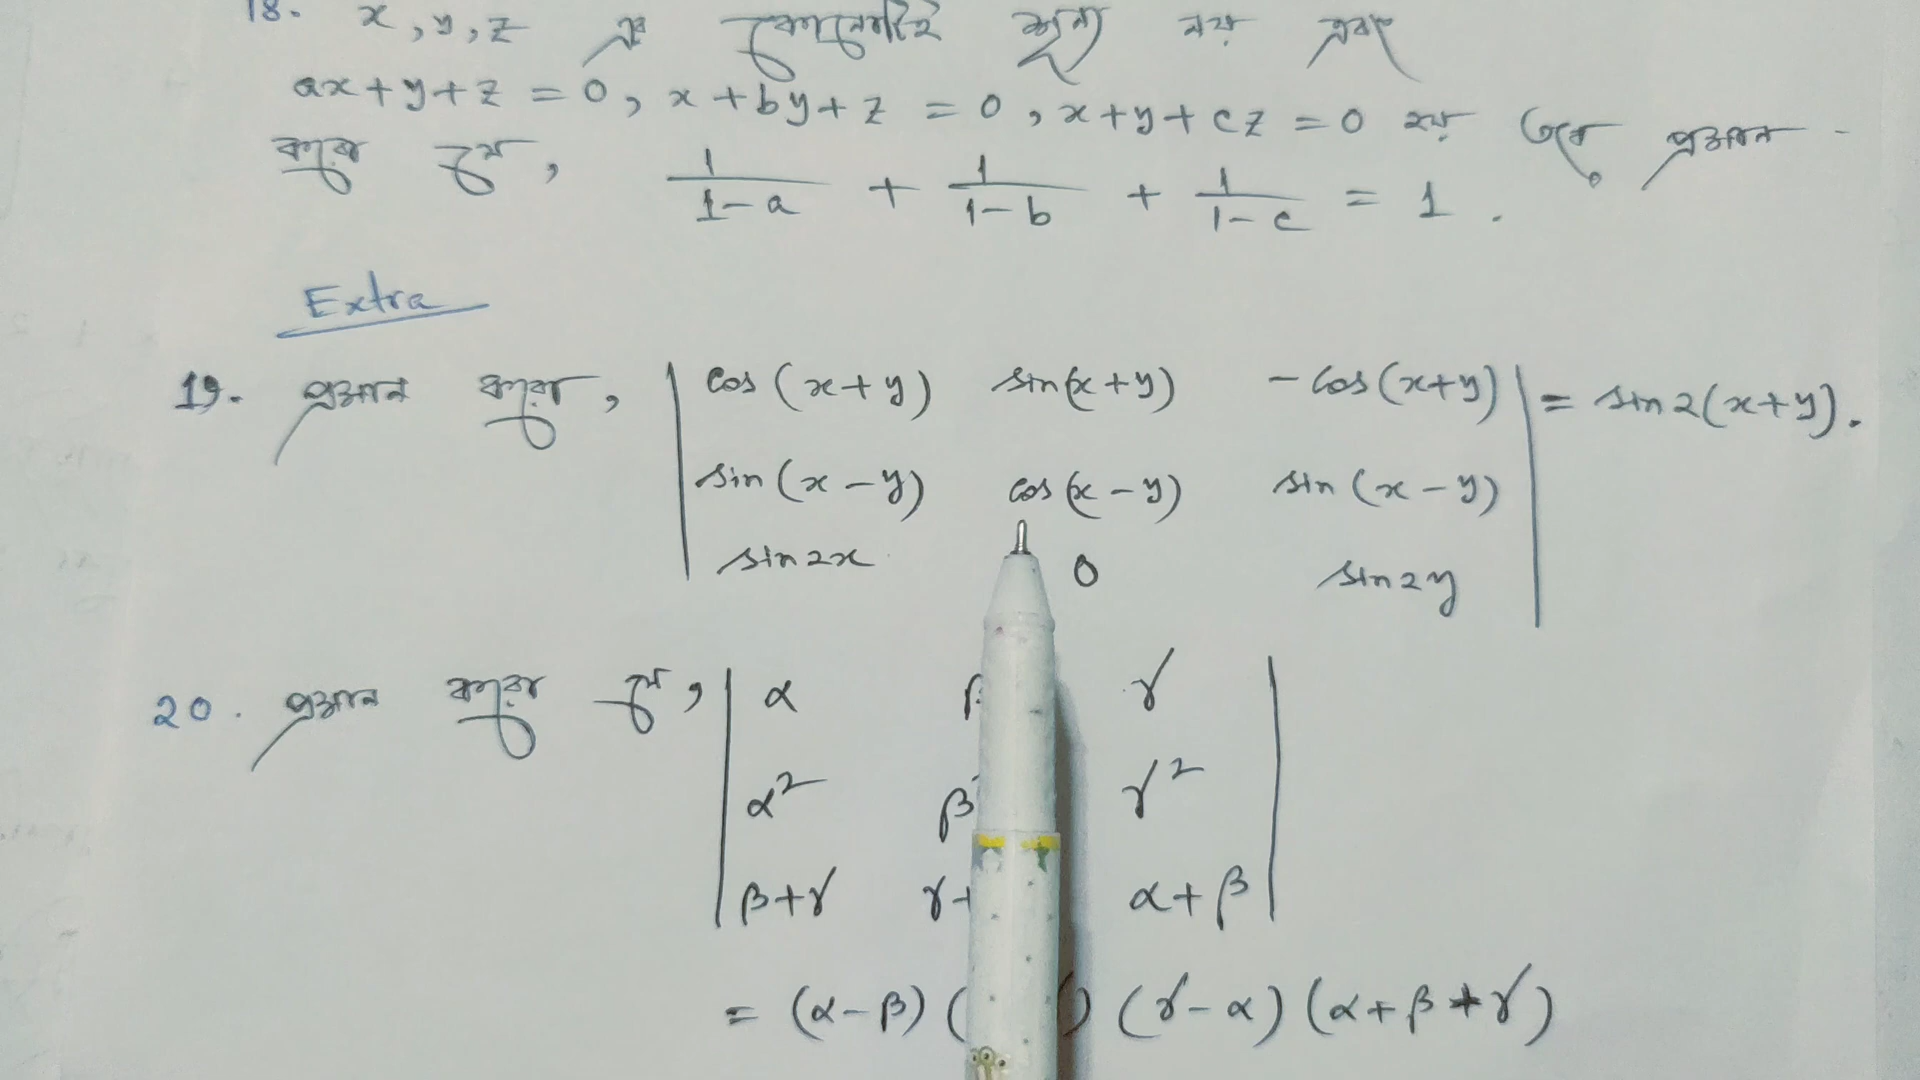 18. x, y, z এর কোনোটিই শূন্য নয় এবং
ax+y+z = 0, x+by+z = 0, x+y+cz = 0 হয় তবে প্রমান -
করো যে, 1/(1-a) + 1/(1-b) + 1/(1-c) = 1.
Extra
19. প্রমান করো, | cos(x+y) sin(x+y) -cos(x+y) | = sin2(x+y).
sin(x-y) cos(x-y) sin(x-y)
sin2x 0 sin2y
20. প্রমান করো যে, | α β γ |
α² β γ²
β+γ γ+ α+β
= (α-β) ( ) (γ-α) (α+β+γ)